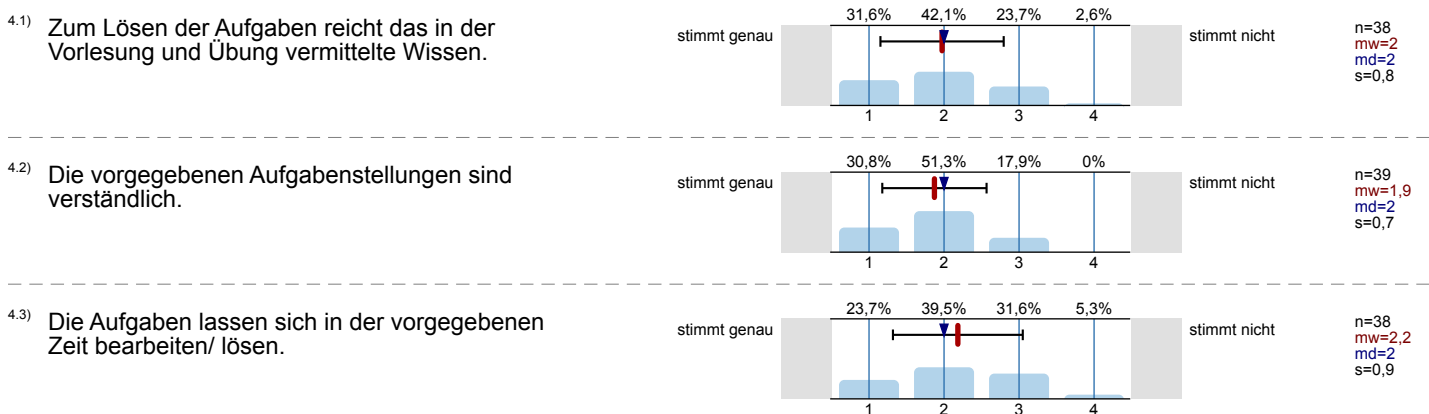 4.1) Zum Lösen der Aufgaben reicht das in der
Vorlesung und Übung vermittelte Wissen.
31,6% 42,1% 23,7% 2,6%
stimmt genau
stimmt nicht
1 2 3 4
n=38
mw=2
md=2
s=0,8
4.2) Die vorgegebenen Aufgabenstellungen sind
verständlich.
30,8% 51,3% 17,9% 0%
stimmt genau
stimmt nicht
1 2 3 4
n=39
mw=1,9
md=2
s=0,7
4.3) Die Aufgaben lassen sich in der vorgegebenen
Zeit bearbeiten/ lösen.
23,7% 39,5% 31,6% 5,3%
stimmt genau
stimmt nicht
1 2 3 4
n=38
mw=2,2
md=2
s=0,9